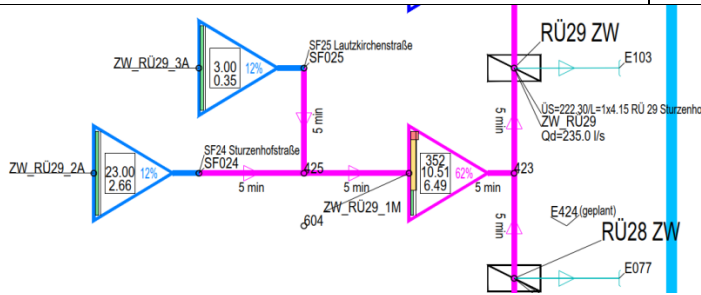 RÜ29 ZW
SF25 Lautzkirchenstraße
SF025
E103
ZW_RÜ29_3A
3.00
0.35
12%
ÜS=222.30/L=1x4.15 RÜ 29 Sturzenho
ZW_RÜ29
Qd=235.0 l/s
5 min
5 min
SF24 Sturzenhofstraße
SF024
ZW_RÜ29_2A
23.00
2.66
12%
425
352
10.51
6.49
62%
423
5 min
5 min
5 min
ZW_RÜ29_1M
604
E424 (geplant)
5 min
RÜ28 ZW
E077